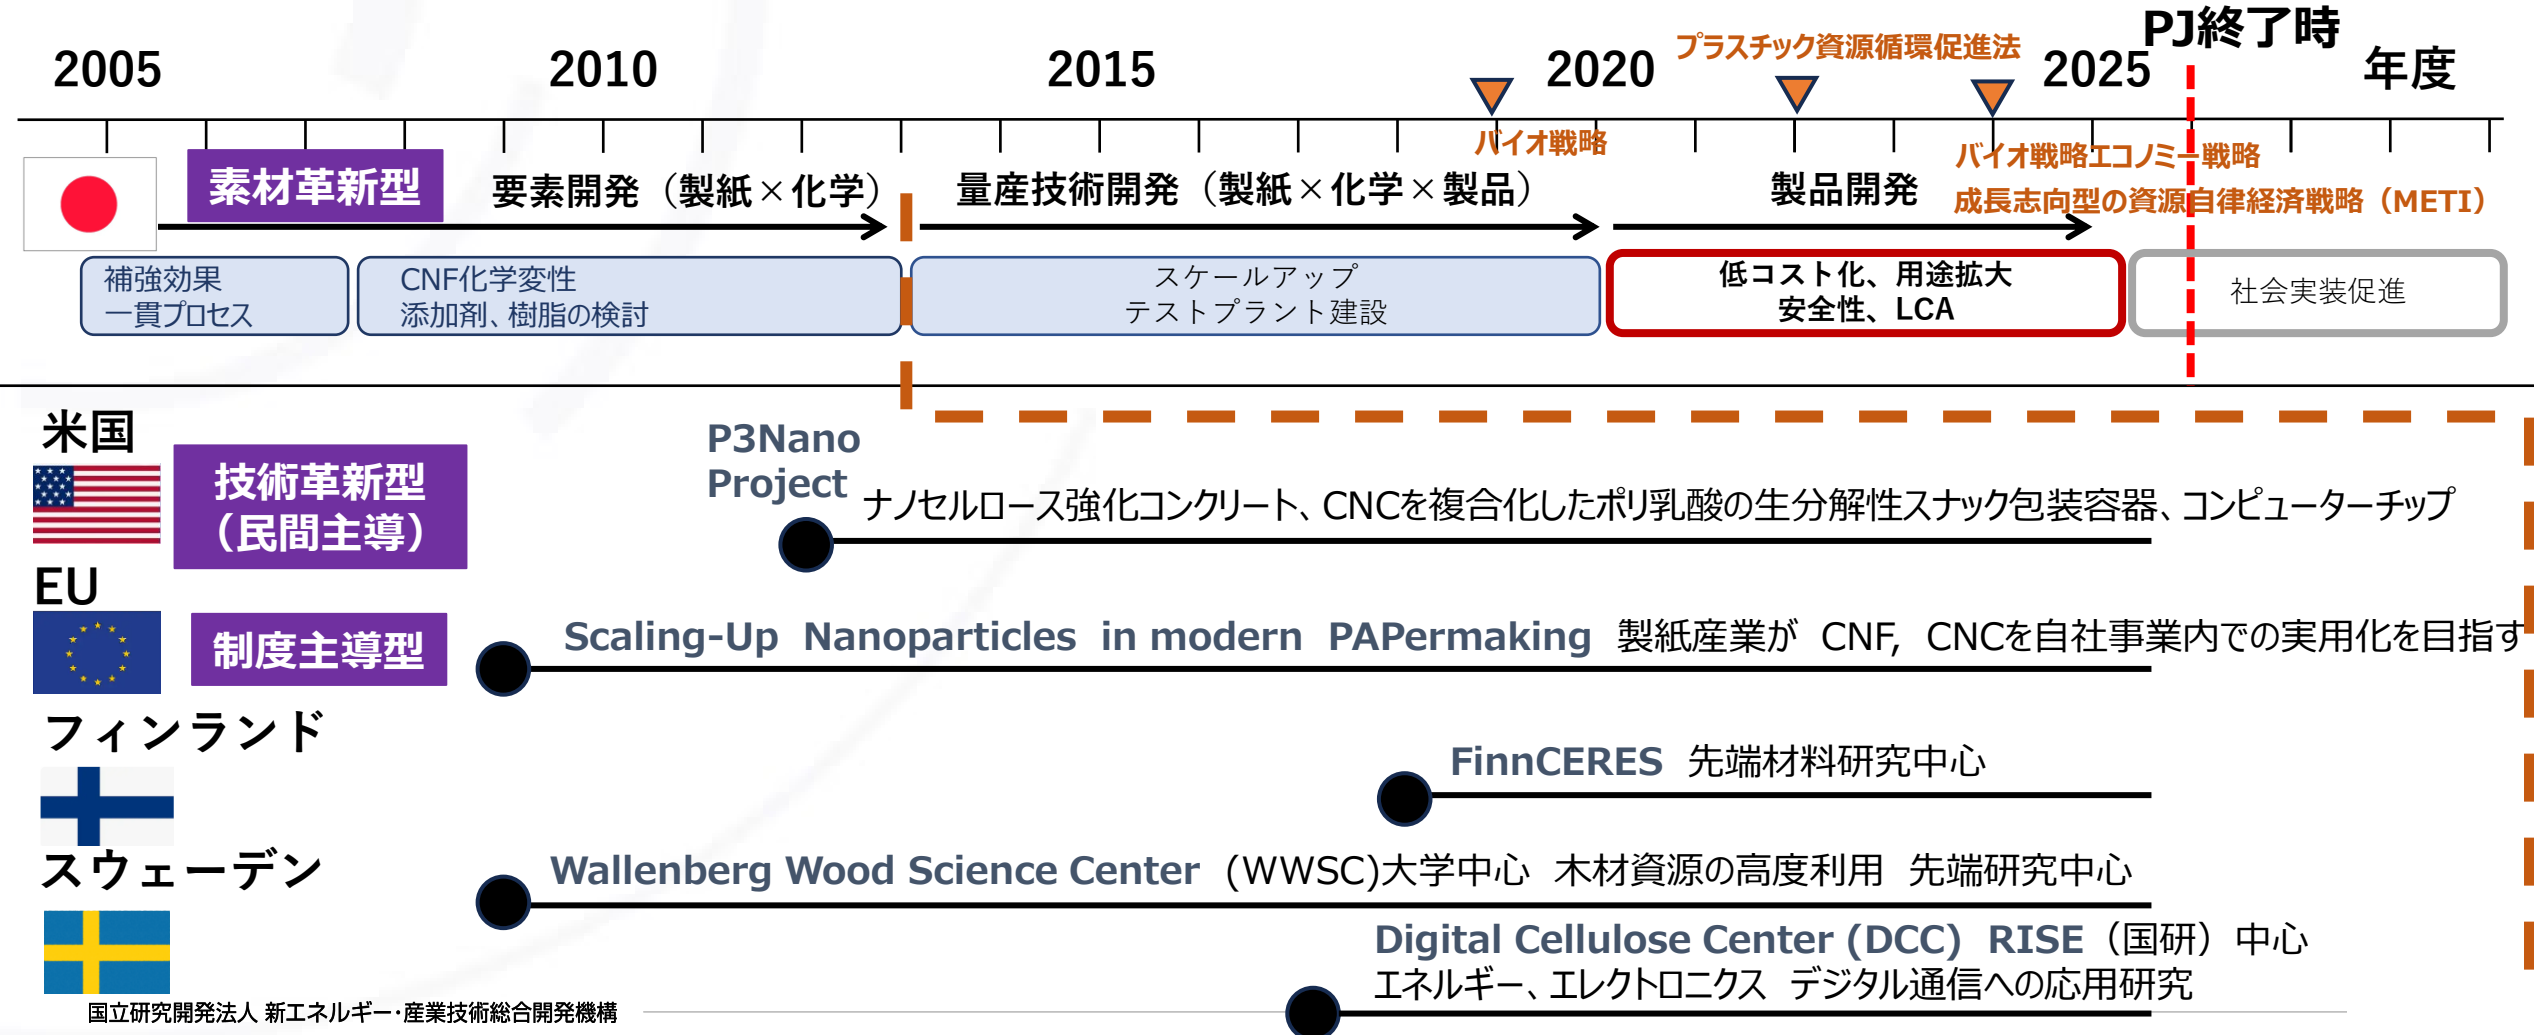 2005 2010 2015 2020 2025 PJ終了時 年度
プラスチック資源循環促進法
バイオ戦略
バイオ戦略エコノミー戦略
成長志向型の資源自律経済戦略（METI）
素材革新型
要素開発（製紙×化学）
量産技術開発（製紙×化学×製品）
製品開発
補強効果
一貫プロセス
CNF化学変性
添加剤、樹脂の検討
スケールアップ
テストプラント建設
低コスト化、用途拡大
安全性、LCA
社会実装促進
米国
技術革新型
（民間主導）
P3Nano
Project
ナノセルロース強化コンクリート、CNCを複合化したポリ乳酸の生分解性スナック包装容器、コンピューターチップ
EU
制度主導型
Scaling-Up Nanoparticles in modern PAPermaking 製紙産業が CNF, CNCを自社事業内での実用化を目指す
フィンランド
FinnCERES 先端材料研究中心
スウェーデン
Wallenberg Wood Science Center (WWSC)大学中心 木材資源の高度利用 先端研究中心
Digital Cellulose Center (DCC) RISE（国研）中心
エネルギー、エレクトロニクス デジタル通信への応用研究
国立研究開発法人 新エネルギー・産業技術総合開発機構